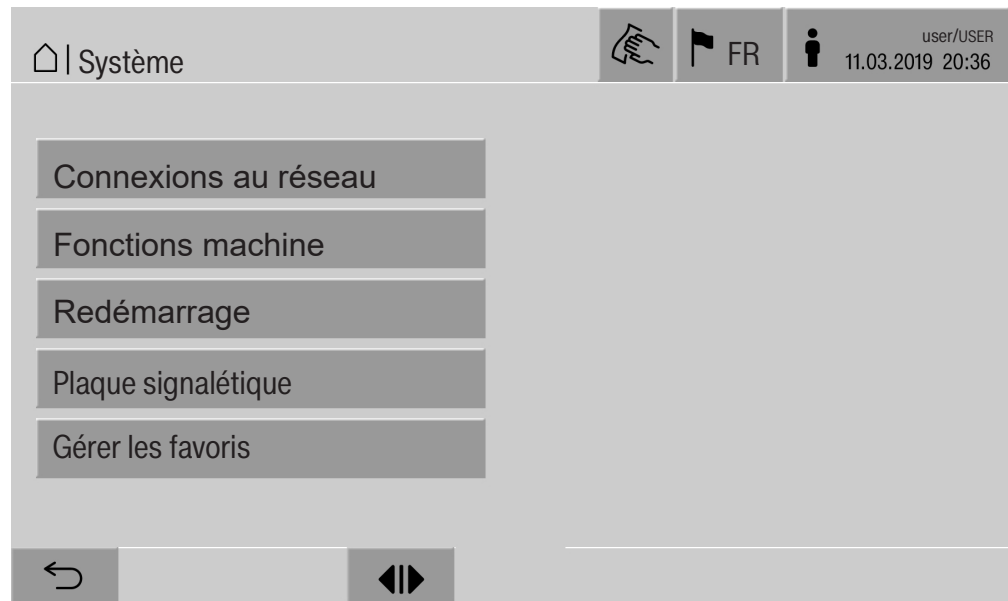 | Système
FR
user/USER
11.03.2019 20:36
Connexions au réseau
Fonctions machine
Redémarrage
Plaque signalétique
Gérer les favoris